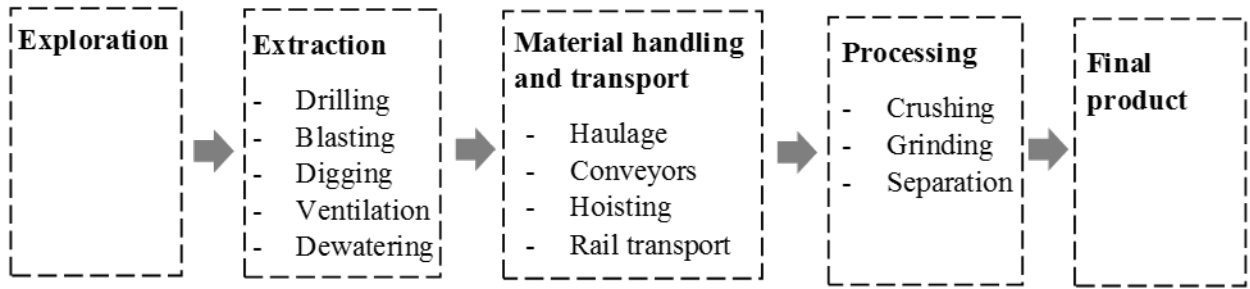 Exploration
Extraction
- Drilling
- Blasting
- Digging
- Ventilation
- Dewatering
Material handling
and transport
- Haulage
- Conveyors
- Hoisting
- Rail transport
Processing
- Crushing
- Grinding
- Separation
Final
product